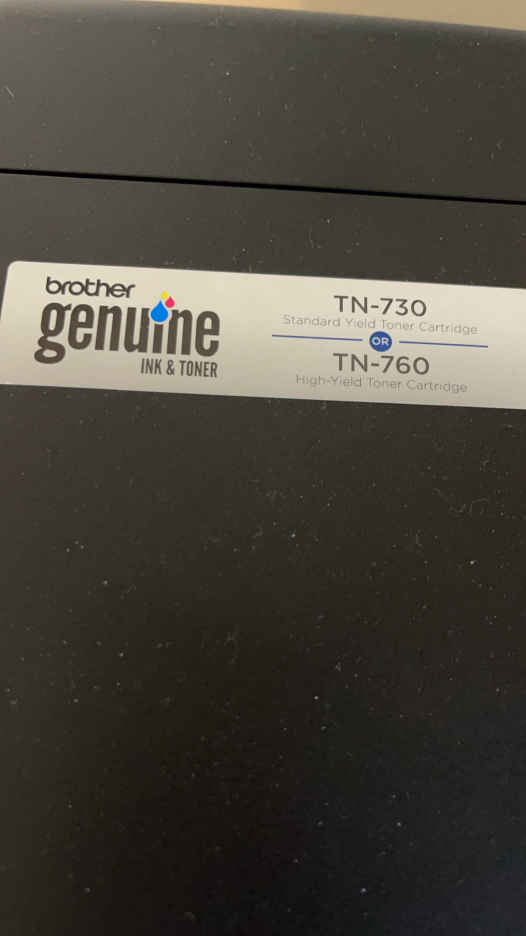 brother
genuine
INK & TONER
TN-730
Standard Yield Toner Cartridge
OR
TN-760
High-Yield Toner Cartridge